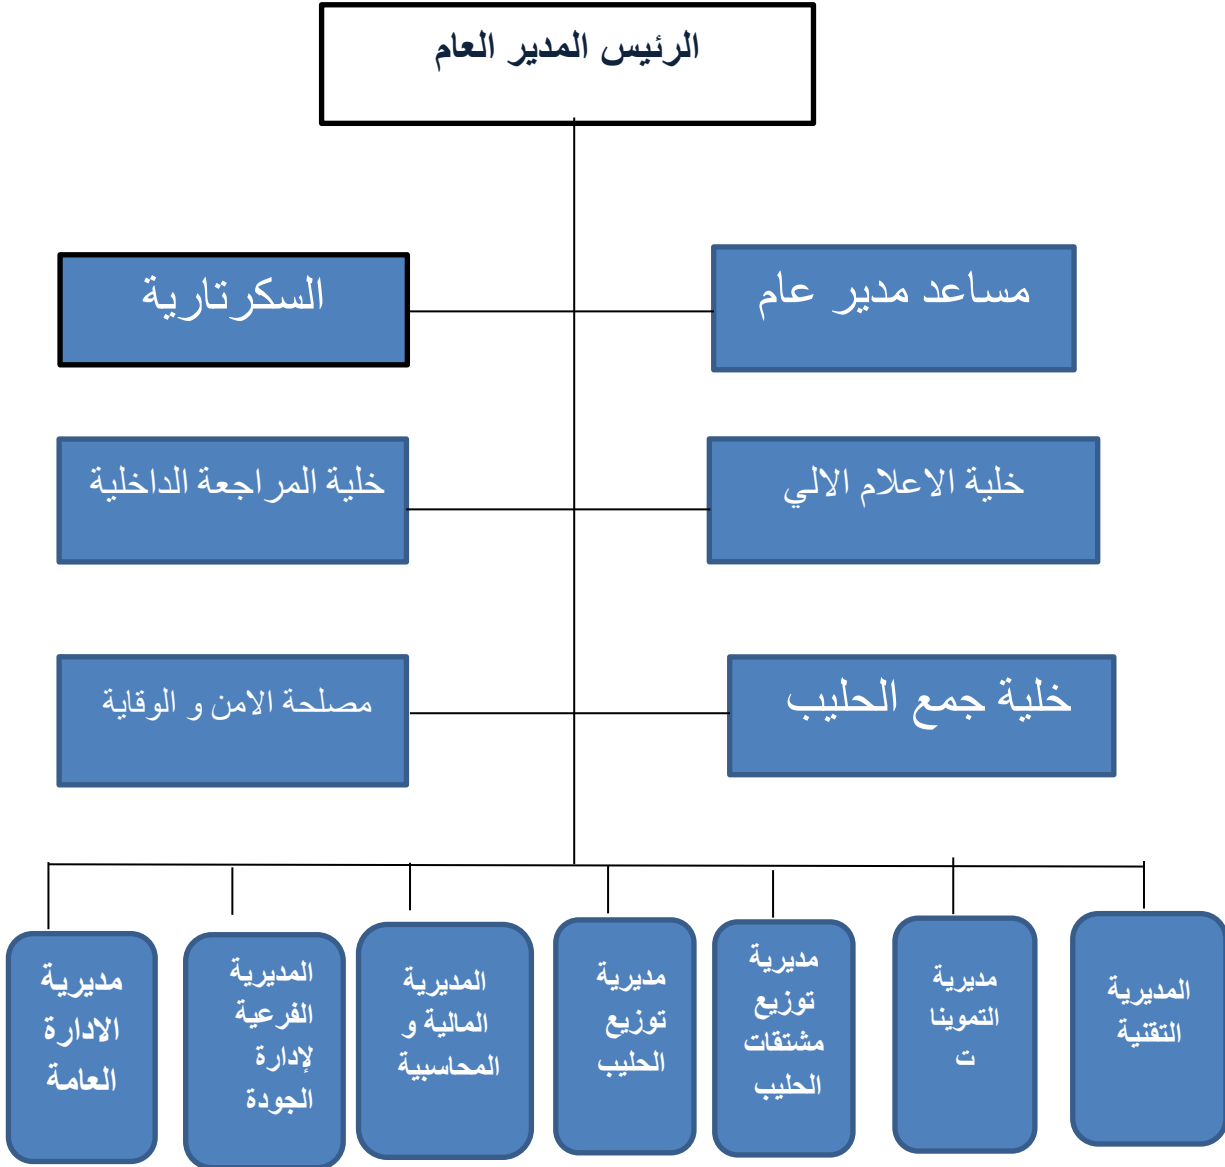 الرئيس المدير العام
مساعد مدير عام
السكرتارية
خلية الاعلام الالي
خلية المراجعة الداخلية
خلية جمع الحليب
مصلحة الامن و الوقاية
المديرية
التقنية
مديرية
التموينا
ت
مديرية
توزيع
مشتقات
الحليب
مديرية
توزيع
الحليب
المديرية
المالية و
المحاسبية
المديرية
الفرعية
لإدارة
الجودة
مديرية
الادارة
العامة